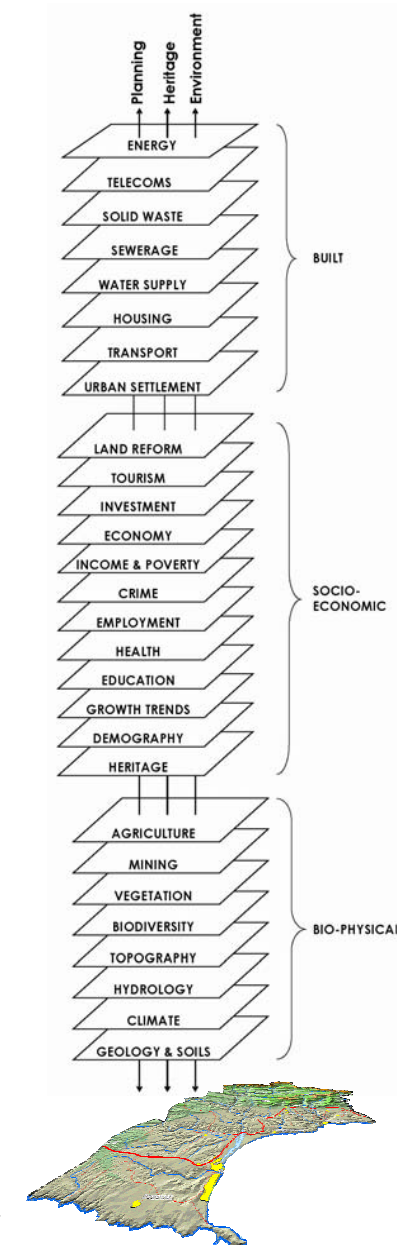 Planning
Heritage
Environment
ENERGY
TELECOMS
SOLID WASTE
SEWERAGE
WATER SUPPLY
HOUSING
TRANSPORT
URBAN SETTLEMENT
BUILT
LAND REFORM
TOURISM
INVESTMENT
ECONOMY
INCOME & POVERTY
CRIME
EMPLOYMENT
HEALTH
EDUCATION
GROWTH TRENDS
DEMOGRAPHY
HERITAGE
SOCIO-
ECONOMIC
AGRICULTURE
MINING
VEGETATION
BIODIVERSITY
TOPOGRAPHY
HYDROLOGY
CLIMATE
GEOLOGY & SOILS
BIO-PHYSICAL